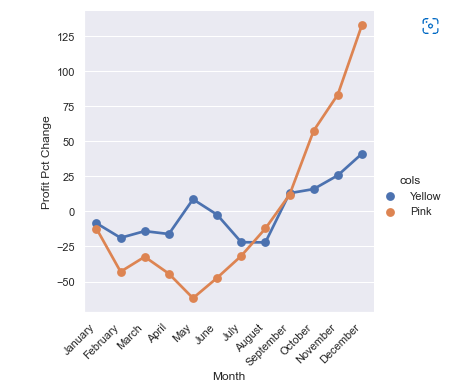 Profit Pct Change
125
100
75
50
25
0
−25
−50
January
February
March
April
May
June
July
August
September
October
November
December
Month
cols
Yellow
Pink